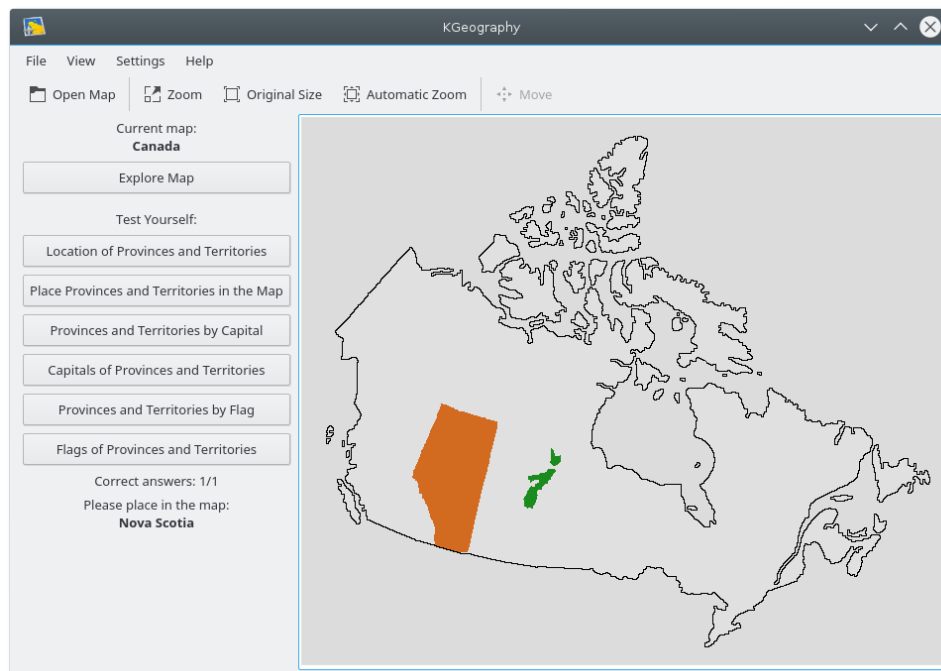 KGeography
File View Settings Help
Open Map Zoom Original Size Automatic Zoom Move
Current map:
Canada
Explore Map
Test Yourself:
Location of Provinces and Territories
Place Provinces and Territories in the Map
Provinces and Territories by Capital
Capitals of Provinces and Territories
Provinces and Territories by Flag
Flags of Provinces and Territories
Correct answers: 1/1
Please place in the map:
Nova Scotia